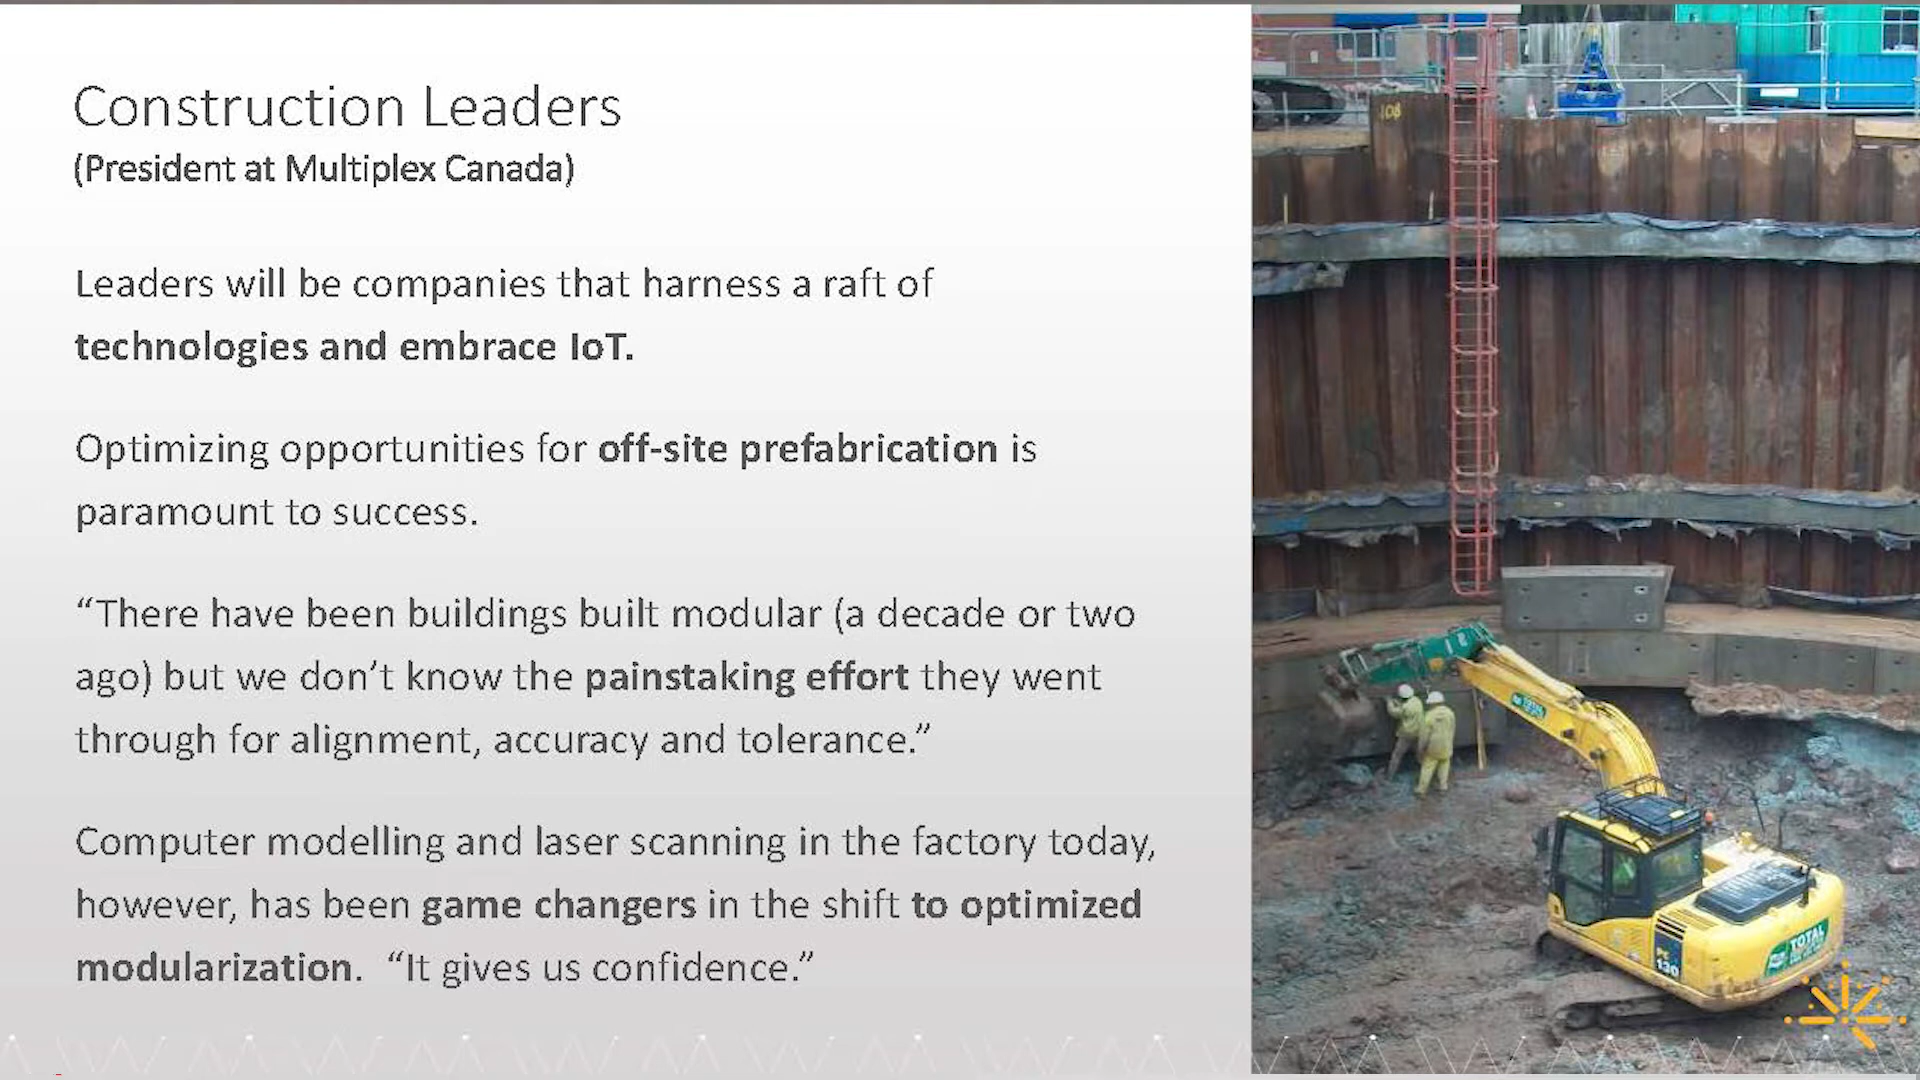 Construction Leaders
(President at Multiplex Canada)
Leaders will be companies that harness a raft of
technologies and embrace IoT.
Optimizing opportunities for off-site prefabrication is
paramount to success.
“There have been buildings built modular (a decade or two
ago) but we don’t know the painstaking effort they went
through for alignment, accuracy and tolerance.”
Computer modelling and laser scanning in the factory today,
however, has been game changers in the shift to optimized
modularization.  “It gives us confidence.”
108
TOTAL
PC
130